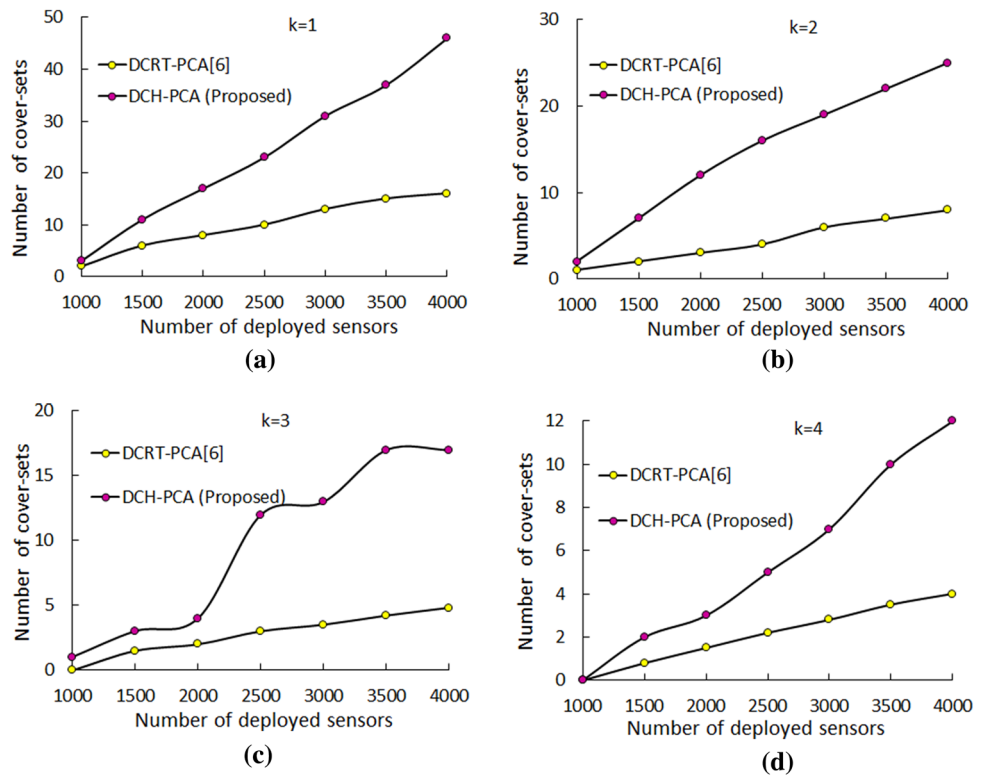 k=1
50
40
30
20
10
0
DCRT-PCA[6]
DCH-PCA (Proposed)
Number of cover-sets
1000 1500 2000 2500 3000 3500 4000
Number of deployed sensors
(a)
k=2
30
20
10
0
DCRT-PCA[6]
DCH-PCA (Proposed)
Number of cover-sets
1000 1500 2000 2500 3000 3500 4000
Number of deployed sensors
(b)
k=3
20
15
10
5
0
DCRT-PCA[6]
DCH-PCA (Proposed)
Number of cover-sets
1000 1500 2000 2500 3000 3500 4000
Number of deployed sensors
(c)
k=4
12
10
8
6
4
2
0
DCRT-PCA[6]
DCH-PCA (Proposed)
Number of cover-sets
1000 1500 2000 2500 3000 3500 4000
Number of deployed sensors
(d)